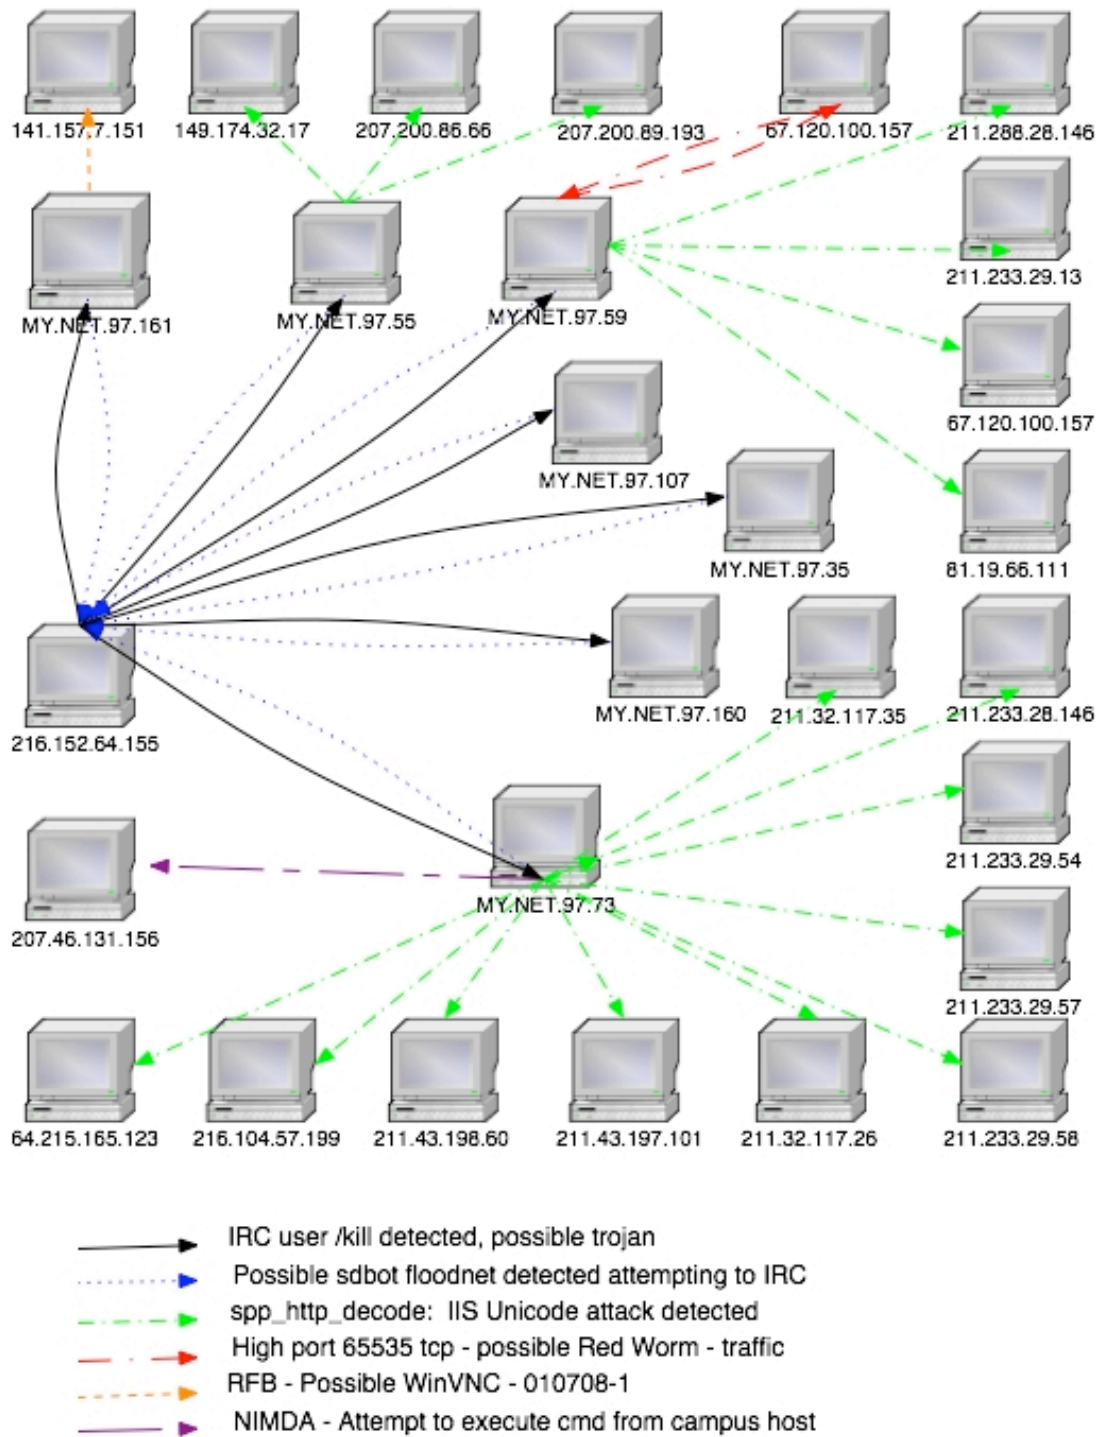 141.157.7.151
149.174.32.17
207.200.86.66
207.200.89.193
67.120.100.157
211.288.28.146
211.233.29.13
MY.NET.97.161
MY.NET.97.55
MY.NET.97.59
67.120.100.157
MY.NET.97.107
MY.NET.97.35
81.19.66.111
216.152.64.155
MY.NET.97.160
211.32.117.35
211.233.28.146
211.233.29.54
MY.NET.97.73
207.46.131.156
211.233.29.57
64.215.165.123
216.104.57.199
211.43.198.60
211.43.197.101
211.32.117.26
211.233.29.58
IRC user /kill detected, possible trojan
Possible sdbot floodnet detected attempting to IRC
spp_http_decode: IIS Unicode attack detected
High port 65535 tcp - possible Red Worm - traffic
RFB - Possible WinVNC - 010708-1
NIMDA - Attempt to execute cmd from campus host